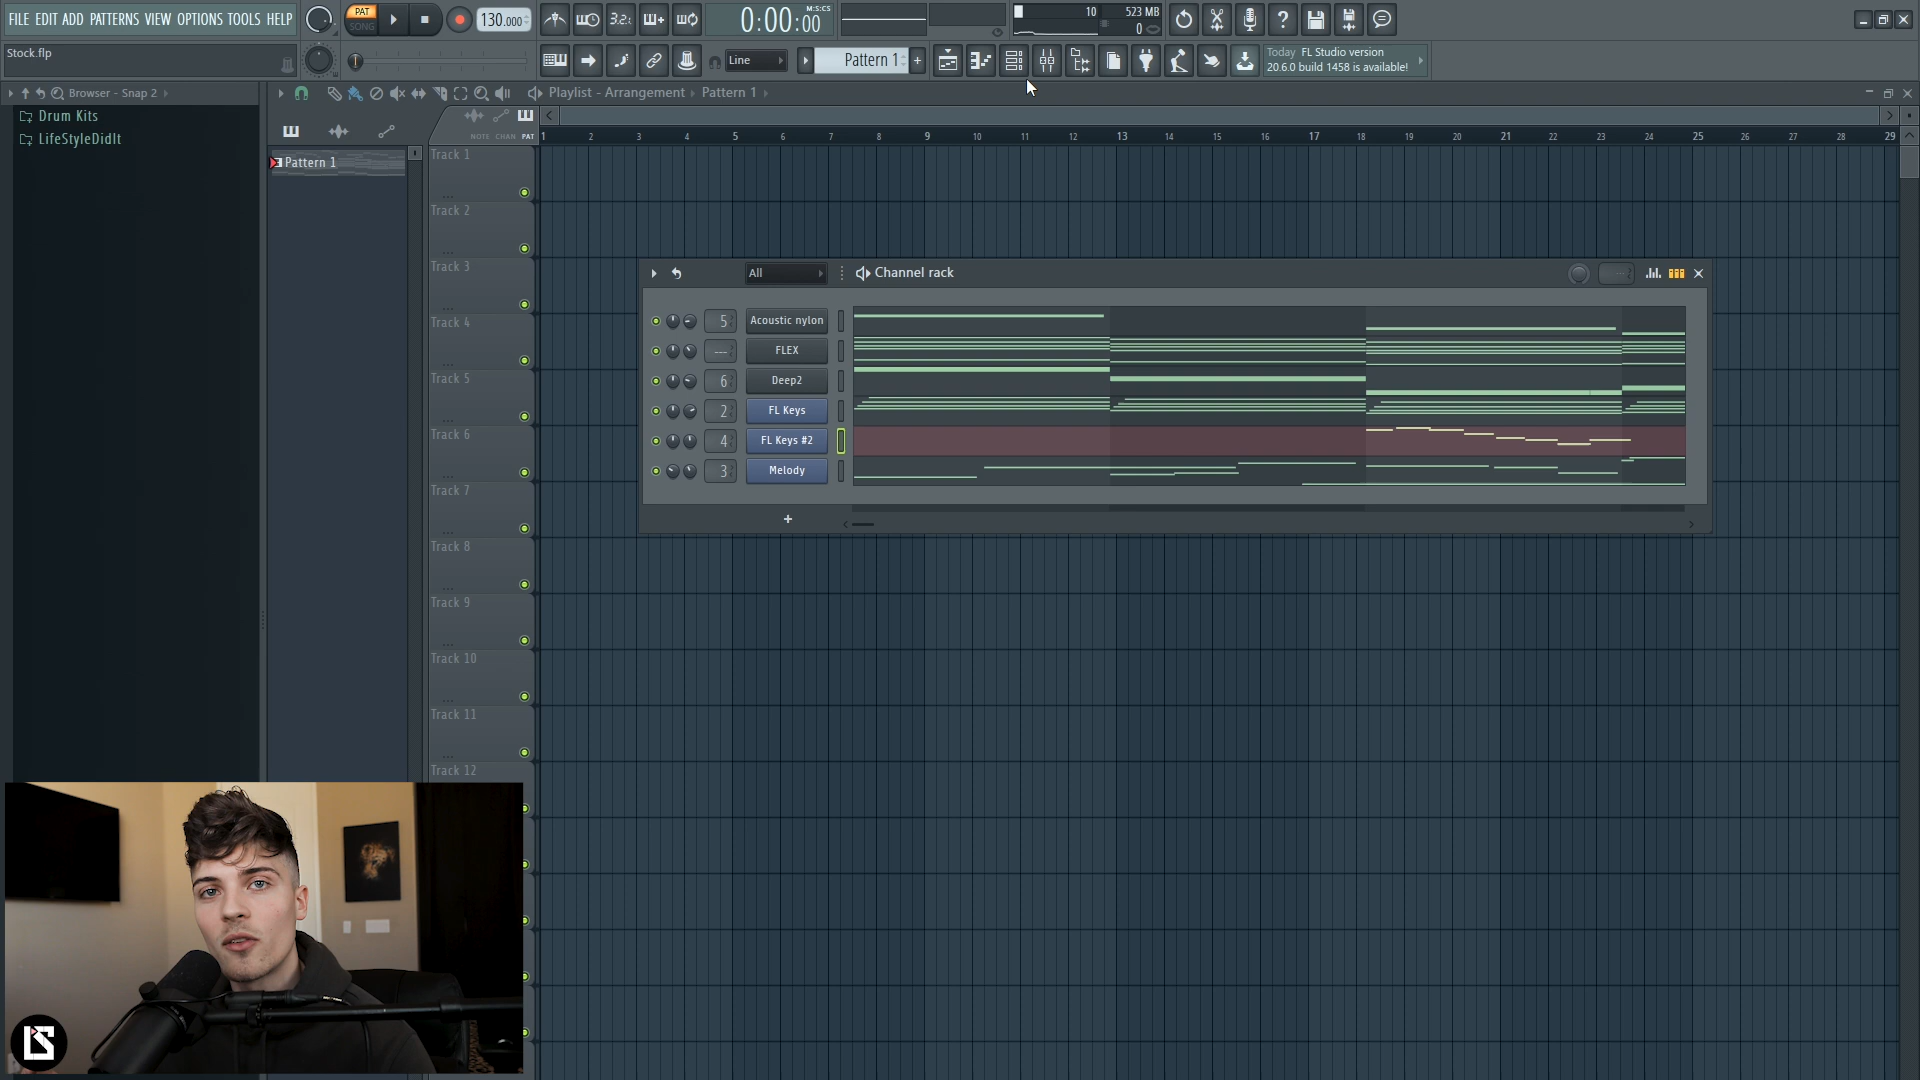 FILE EDIT ADD PATTERNS VIEW OPTIONS TOOLS HELP
PAT
SONG
130.000
3.2.
0:00:00
M:S:CS
10
523 MB
0
Stock.flp
Line
Pattern 1
+
Today FL Studio version
20.6.0 build 1458 is available!
Browser - Snap 2
Playlist - Arrangement
Pattern 1
Drum Kits
LifeStyleDidIt
NOTE CHAN PAT
1 2 3 4 5 6 7 8 9 10 11 12 13 14 15 16 17 18 19 20 21 22 23 24 25 26 27 28 29
Pattern 1
Track 1
Track 2
Track 3
Track 4
Track 5
Track 6
Track 7
Track 8
Track 9
Track 10
Track 11
Track 12
All
Channel rack
5 Acoustic nylon
--- FLEX
6 Deep2
2 FL Keys
4 FL Keys #2
3 Melody
+
LS